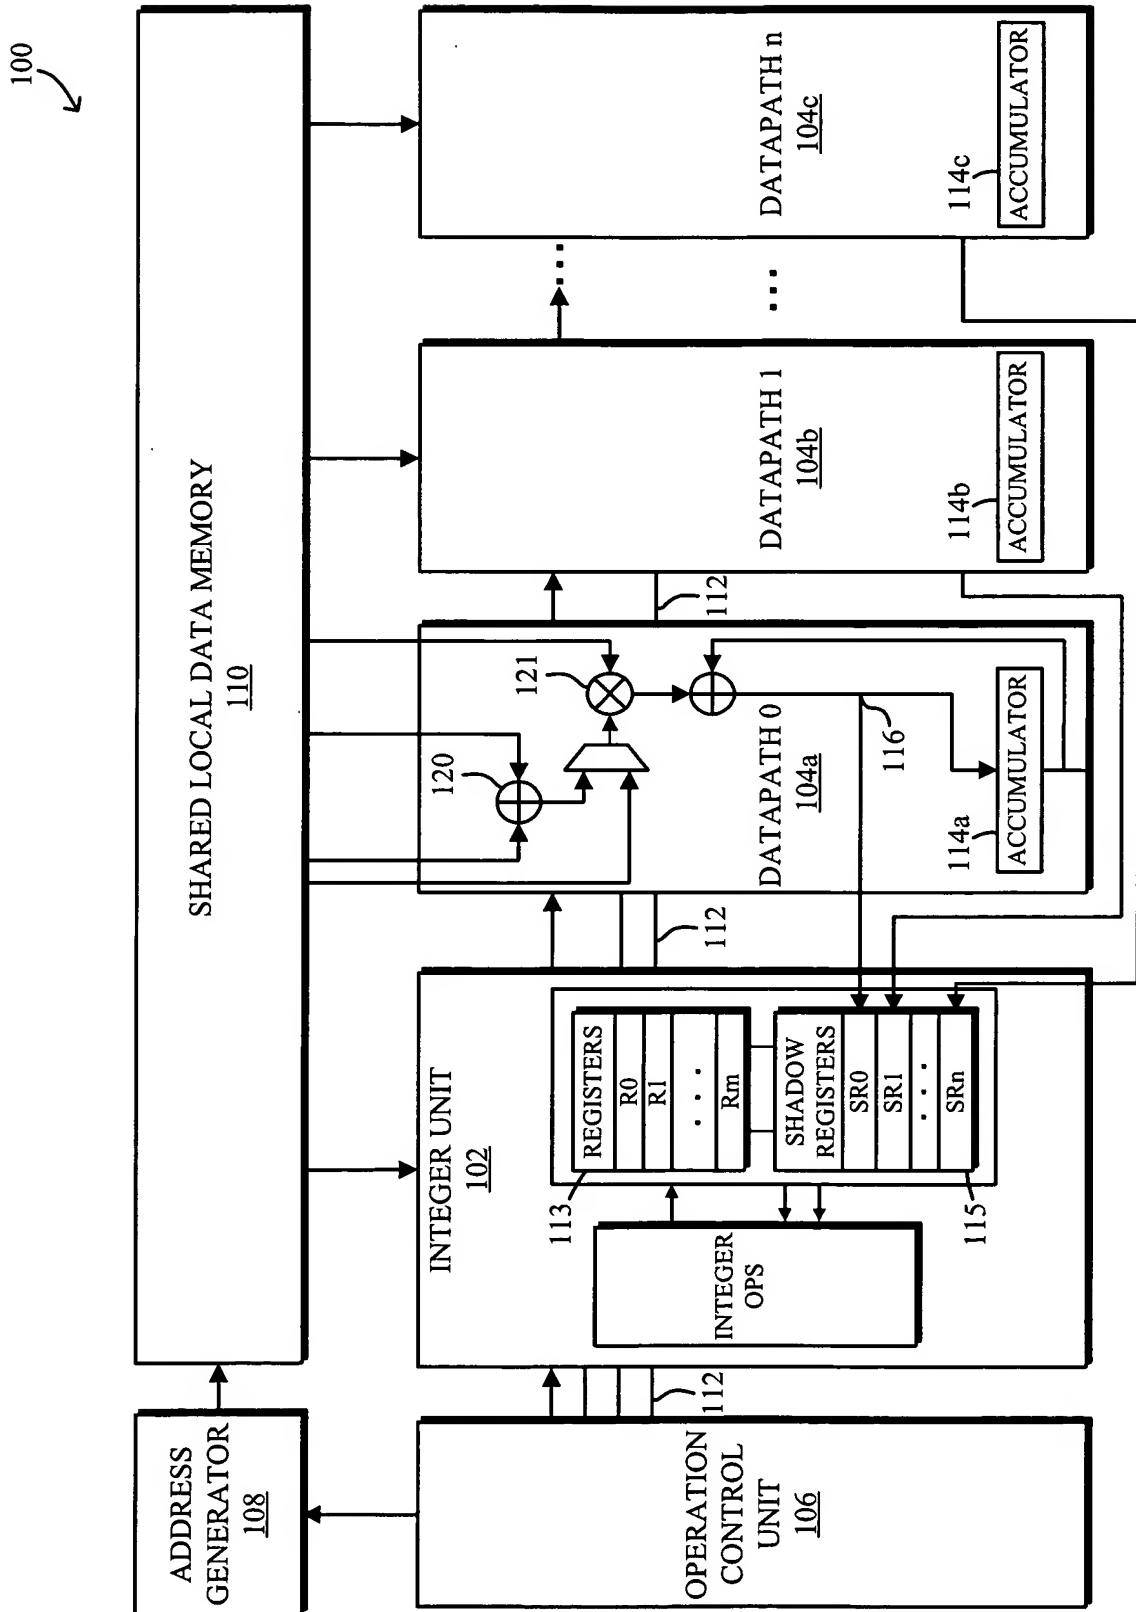 100
SHARED LOCAL DATA MEMORY
110
ADDRESS
GENERATOR
108
OPERATION
CONTROL
UNIT
106
112
INTEGER UNIT
102
INTEGER
OPS
113
REGISTERS
R0
R1
. . . .
Rm
115
SHADOW
REGISTERS
SR0
SR1
. . .
SRn
112
120
121
116
DATAPATH 0
104a
114a
ACCUMULATOR
112
DATAPATH 1
104b
114b
ACCUMULATOR
...
...
DATAPATH n
104c
114c
ACCUMULATOR